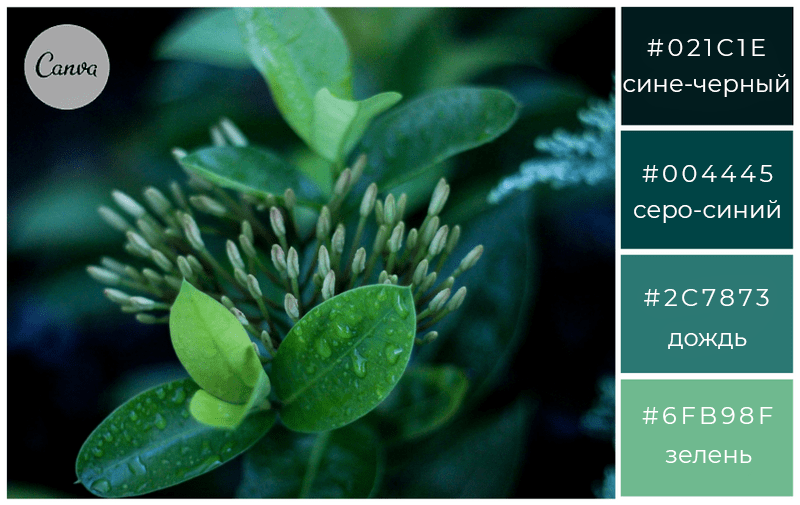 Canva
#021C1E
сине-черный
#004445
серо-синий
#2C7873
дождь
#6FB98F
зелень